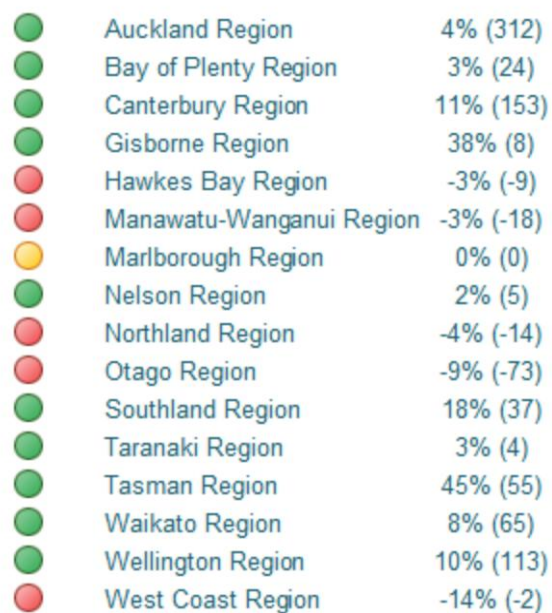 Auckland Region 4% (312)
Bay of Plenty Region 3% (24)
Canterbury Region 11% (153)
Gisborne Region 38% (8)
Hawkes Bay Region -3% (-9)
Manawatu-Wanganui Region -3% (-18)
Marlborough Region 0% (0)
Nelson Region 2% (5)
Northland Region -4% (-14)
Otago Region -9% (-73)
Southland Region 18% (37)
Taranaki Region 3% (4)
Tasman Region 45% (55)
Waikato Region 8% (65)
Wellington Region 10% (113)
West Coast Region -14% (-2)